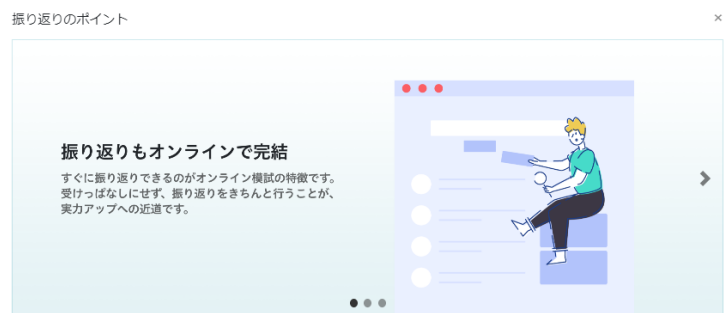 振り返りのポイント
×
振り返りもオンラインで完結
すぐに振り返りできるのがオンライン模試の特徴です。
受けっぱなしにせず、振り返りをきちんと行うことが、
実力アップへの近道です。